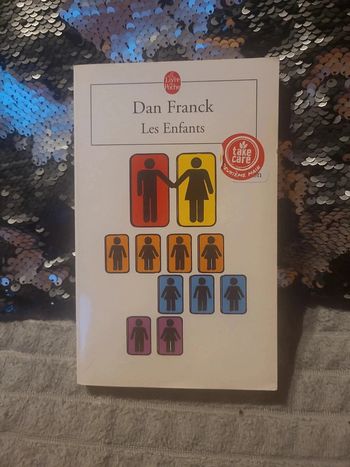 Le Livre
de
Poche
Dan Franck
Les Enfants
take
care